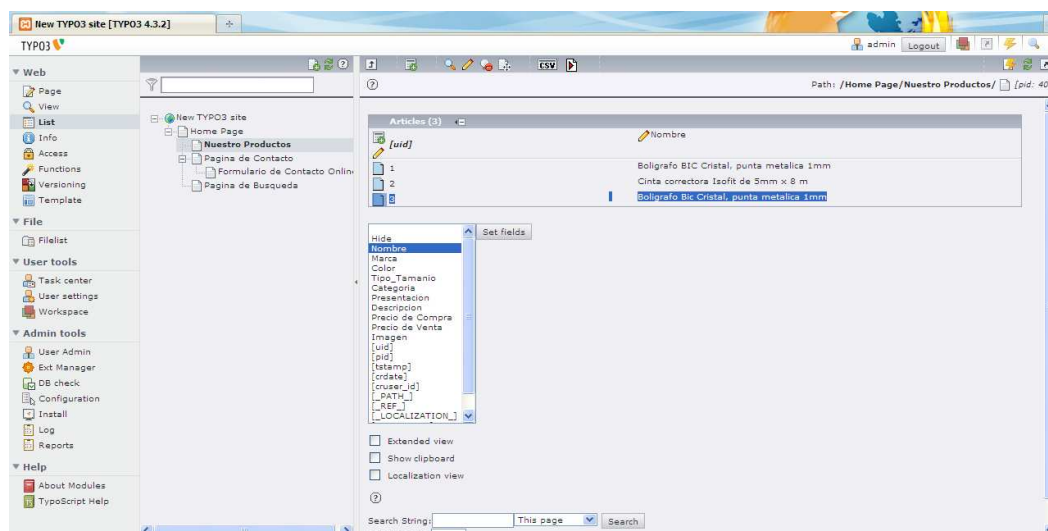 New TYPO3 site [TYPO3 4.3.2]
TYPO3
admin Logout
Web
Page
View
List
Info
Access
Functions
Versioning
Template
File
Filelist
User tools
Task center
User settings
Workspace
Admin tools
User Admin
Ext Manager
DB check
Configuration
Install
Log
Reports
Help
About Modules
TypoScript Help
New TYPO3 site
Home Page
Nuestro Productos
Pagina de Contacto
Formulario de Contacto Online
Pagina de Busqueda
CSV
Path: /Home Page/Nuestro Productos/ [pid: 40
Articles (3)
[uid] Nombre
1 Boligrafo BIC Cristal, punta metalica 1mm
2 Cinta correctora Isofit de 5mm x 8 m
3 Boligrafo Bic Cristal, punta metalica 1mm
Set fields
Hide
Nombre
Marca
Color
Tipo_Tamanio
Categoria
Presentacion
Descripcion
Precio de Compra
Precio de Venta
Imagen
[uid]
[pid]
[tstamp]
[crdate]
[cruser_id]
[_PATH_]
[_REF_]
[_LOCALIZATION_]
Extended view
Show clipboard
Localization view
Search String: This page Search